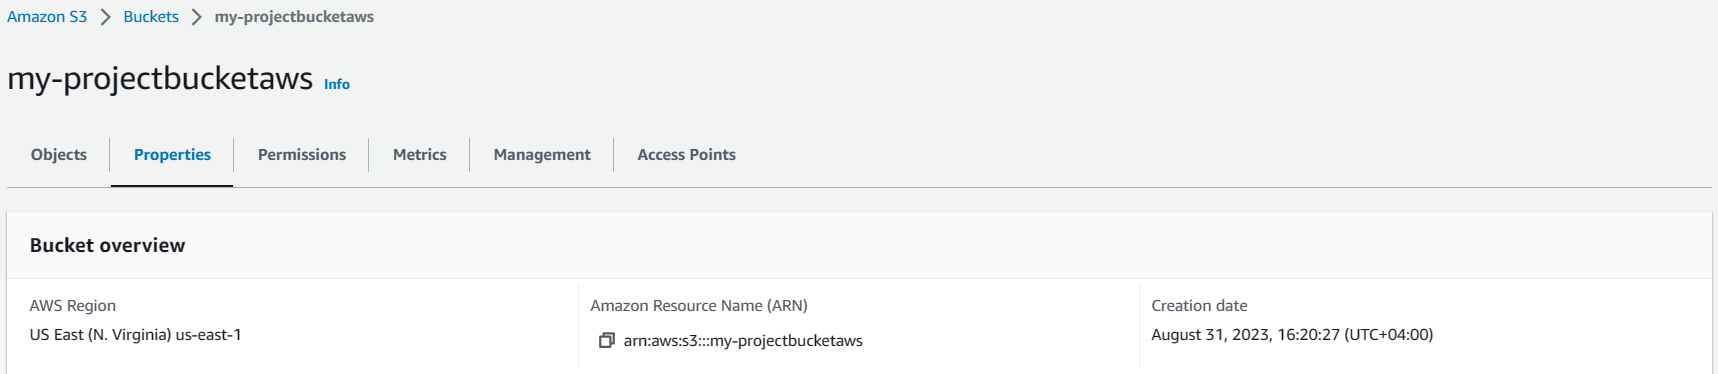 Amazon S3 > Buckets > my-projectbucketaws
my-projectbucketaws Info
Objects Properties Permissions Metrics Management Access Points
Bucket overview
AWS Region Amazon Resource Name (ARN) Creation date
US East (N. Virginia) us-east-1 arn:aws:s3:::my-projectbucketaws August 31, 2023, 16:20:27 (UTC+04:00)